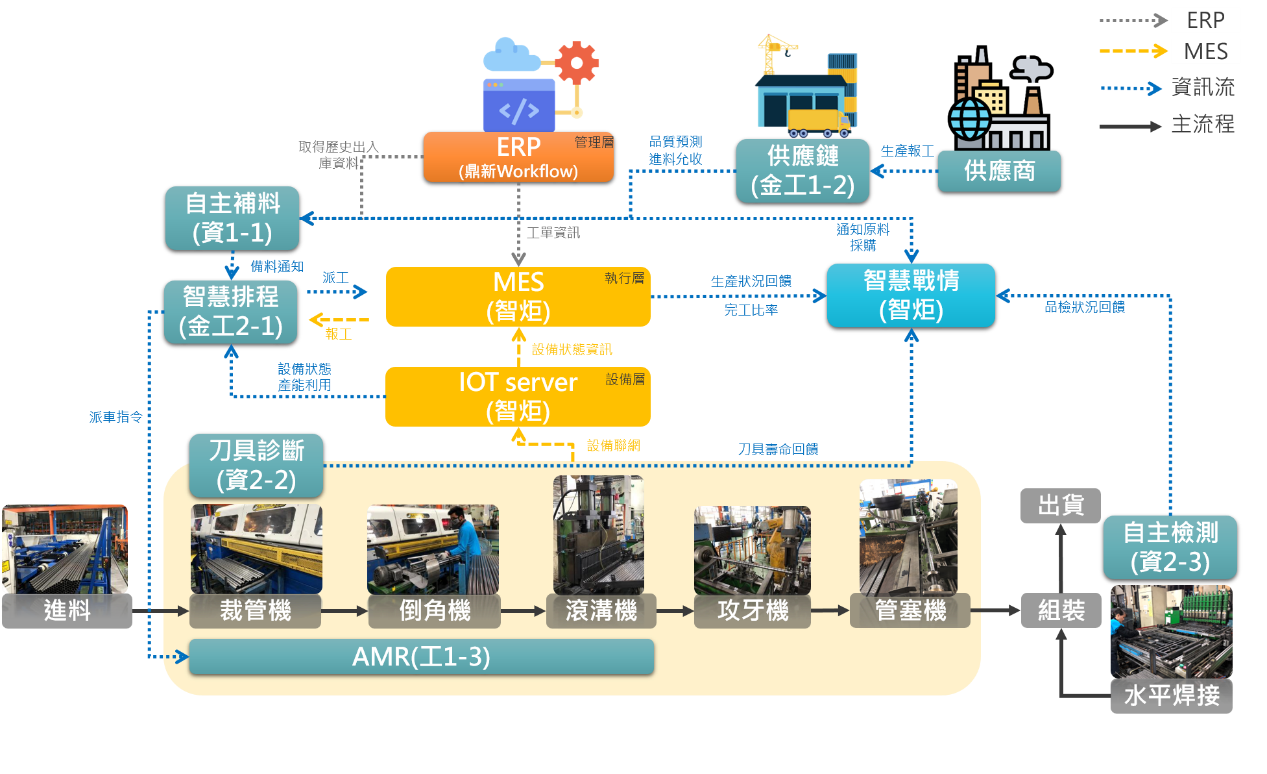 ERP
MES
資訊流
主流程
ERP
(鼎新Workflow)
管理層
取得歷史出入
庫資料
品質預測
進料允收
供應鏈
(金工1-2)
生產報工
供應商
自主補料
(資1-1)
工單資訊
通知原料
採購
備料通知
派工
智慧排程
(金工2-1)
報工
MES
(智炬)
執行層
生產狀況回饋
完工比率
智慧戰情
(智炬)
品檢狀況回饋
設備狀態資訊
設備狀態
產能利用
IOT server
(智炬)
設備層
派車指令
設備聯網
刀具壽命回饋
刀具診斷
(資2-2)
出貨
自主檢測
(資2-3)
進料
裁管機
倒角機
滾溝機
攻牙機
管塞機
組裝
AMR(工1-3)
水平焊接